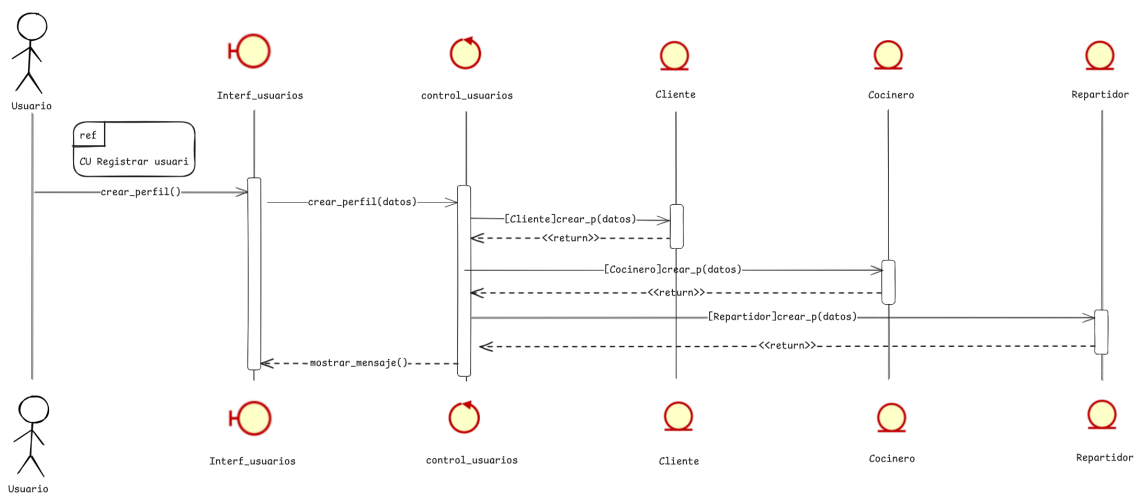 Usuario
Interf_usuarios
control_usuarios
Cliente
Cocinero
Repartidor
ref
CU Registrar usuari
crear_perfil()
crear_perfil(datos)
[Cliente]crear_p(datos)
<<return>>
[Cocinero]crear_p(datos)
<<return>>
[Repartidor]crear_p(datos)
<<return>>
mostrar_mensaje()
Usuario
Interf_usuarios
control_usuarios
Cliente
Cocinero
Repartidor